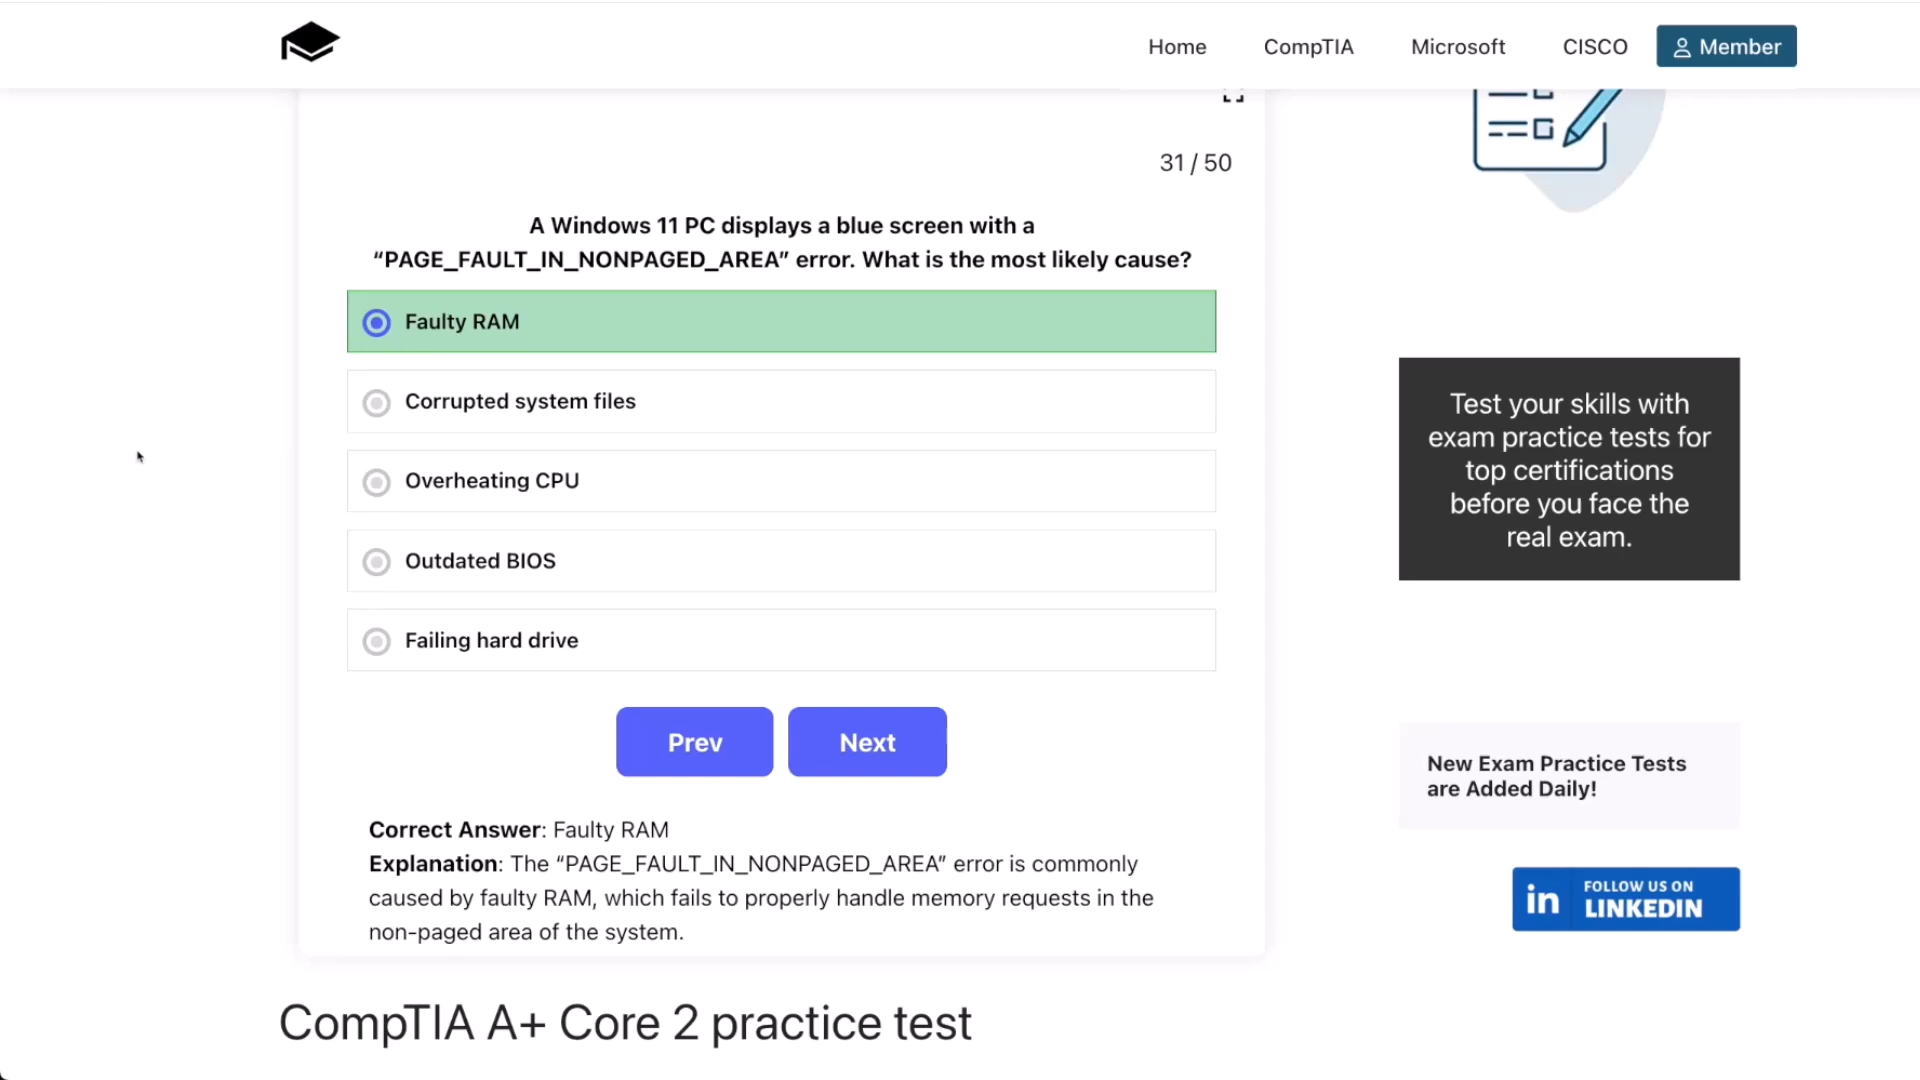 Home
CompTIA
Microsoft
CISCO
Member
31 / 50
A Windows 11 PC displays a blue screen with a
“PAGE_FAULT_IN_NONPAGED_AREA” error. What is the most likely cause?
Faulty RAM
Corrupted system files
Overheating CPU
Outdated BIOS
Failing hard drive
Prev
Next
Correct Answer: Faulty RAM
Explanation: The “PAGE_FAULT_IN_NONPAGED_AREA” error is commonly
caused by faulty RAM, which fails to properly handle memory requests in the
non-paged area of the system.
CompTIA A+ Core 2 practice test
Test your skills with
exam practice tests for
top certifications
before you face the
real exam.
New Exam Practice Tests
are Added Daily!
in
FOLLOW US ON
LINKEDIN